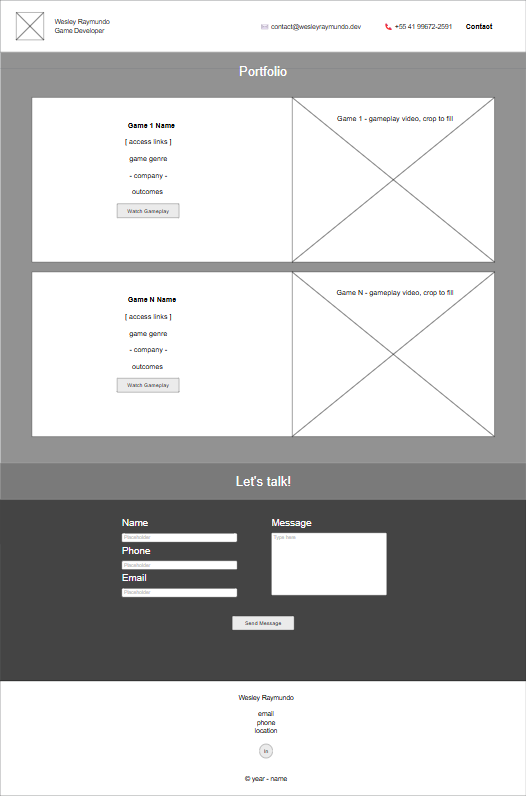 Wesley Raymundo
Game Developer
contact@wesleyraymundo.dev
+55 41 99672-2591
Contact
Portfolio
Game 1 Name
[ access links ]
game genre
- company -
outcomes
Watch Gameplay
Game 1 - gameplay video, crop to fill
Game N Name
[ access links ]
game genre
- company -
outcomes
Watch Gameplay
Game N - gameplay video, crop to fill
Let's talk!
Name
Placeholder
Phone
Placeholder
Email
Placeholder
Message
Type here
Send Message
Wesley Raymundo
email
phone
location
in
© year - name